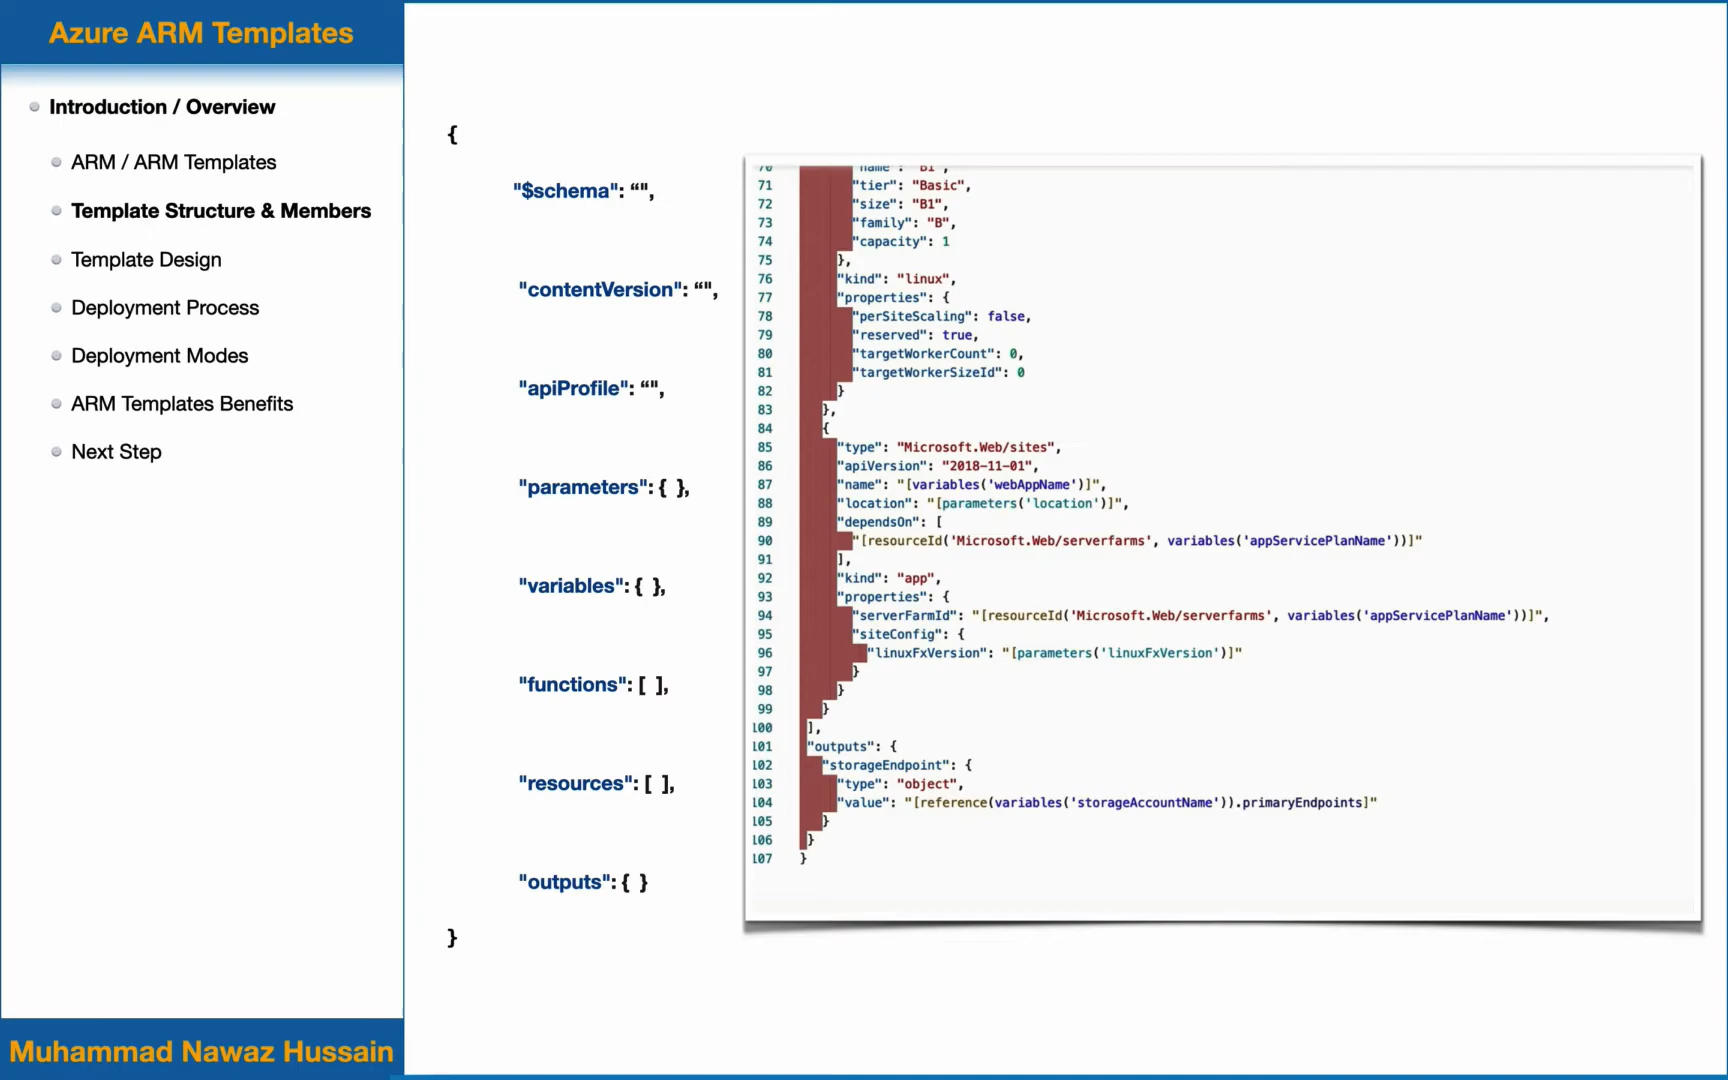 Azure ARM Templates
Introduction / Overview
ARM / ARM Templates
Template Structure & Members
Template Design
Deployment Process
Deployment Modes
ARM Templates Benefits
Next Step
Muhammad Nawaz Hussain
{
"$schema": “",
"contentVersion": “",
"apiProfile": “",
"parameters": { },
"variables": { },
"functions": [ ],
"resources": [ ],
"outputs": { }
}
70 "name": "B1",
71 "tier": "Basic",
72 "size": "B1",
73 "family": "B",
74 "capacity": 1
75 },
76 "kind": "linux",
77 "properties": {
78 "perSiteScaling": false,
79 "reserved": true,
80 "targetWorkerCount": 0,
81 "targetWorkerSizeId": 0
82 }
83 },
84 {
85 "type": "Microsoft.Web/sites",
86 "apiVersion": "2018-11-01",
87 "name": "[variables('webAppName')]",
88 "location": "[parameters('location')]",
89 "dependsOn": [
90 "[resourceId('Microsoft.Web/serverfarms', variables('appServicePlanName'))]"
91 ],
92 "kind": "app",
93 "properties": {
94 "serverFarmId": "[resourceId('Microsoft.Web/serverfarms', variables('appServicePlanName'))]",
95 "siteConfig": {
96 "linuxFxVersion": "[parameters('linuxFxVersion')]"
97 }
98 }
99 }
100 ],
101 "outputs": {
102 "storageEndpoint": {
103 "type": "object",
104 "value": "[reference(variables('storageAccountName')).primaryEndpoints]"
105 }
106 }
107 }